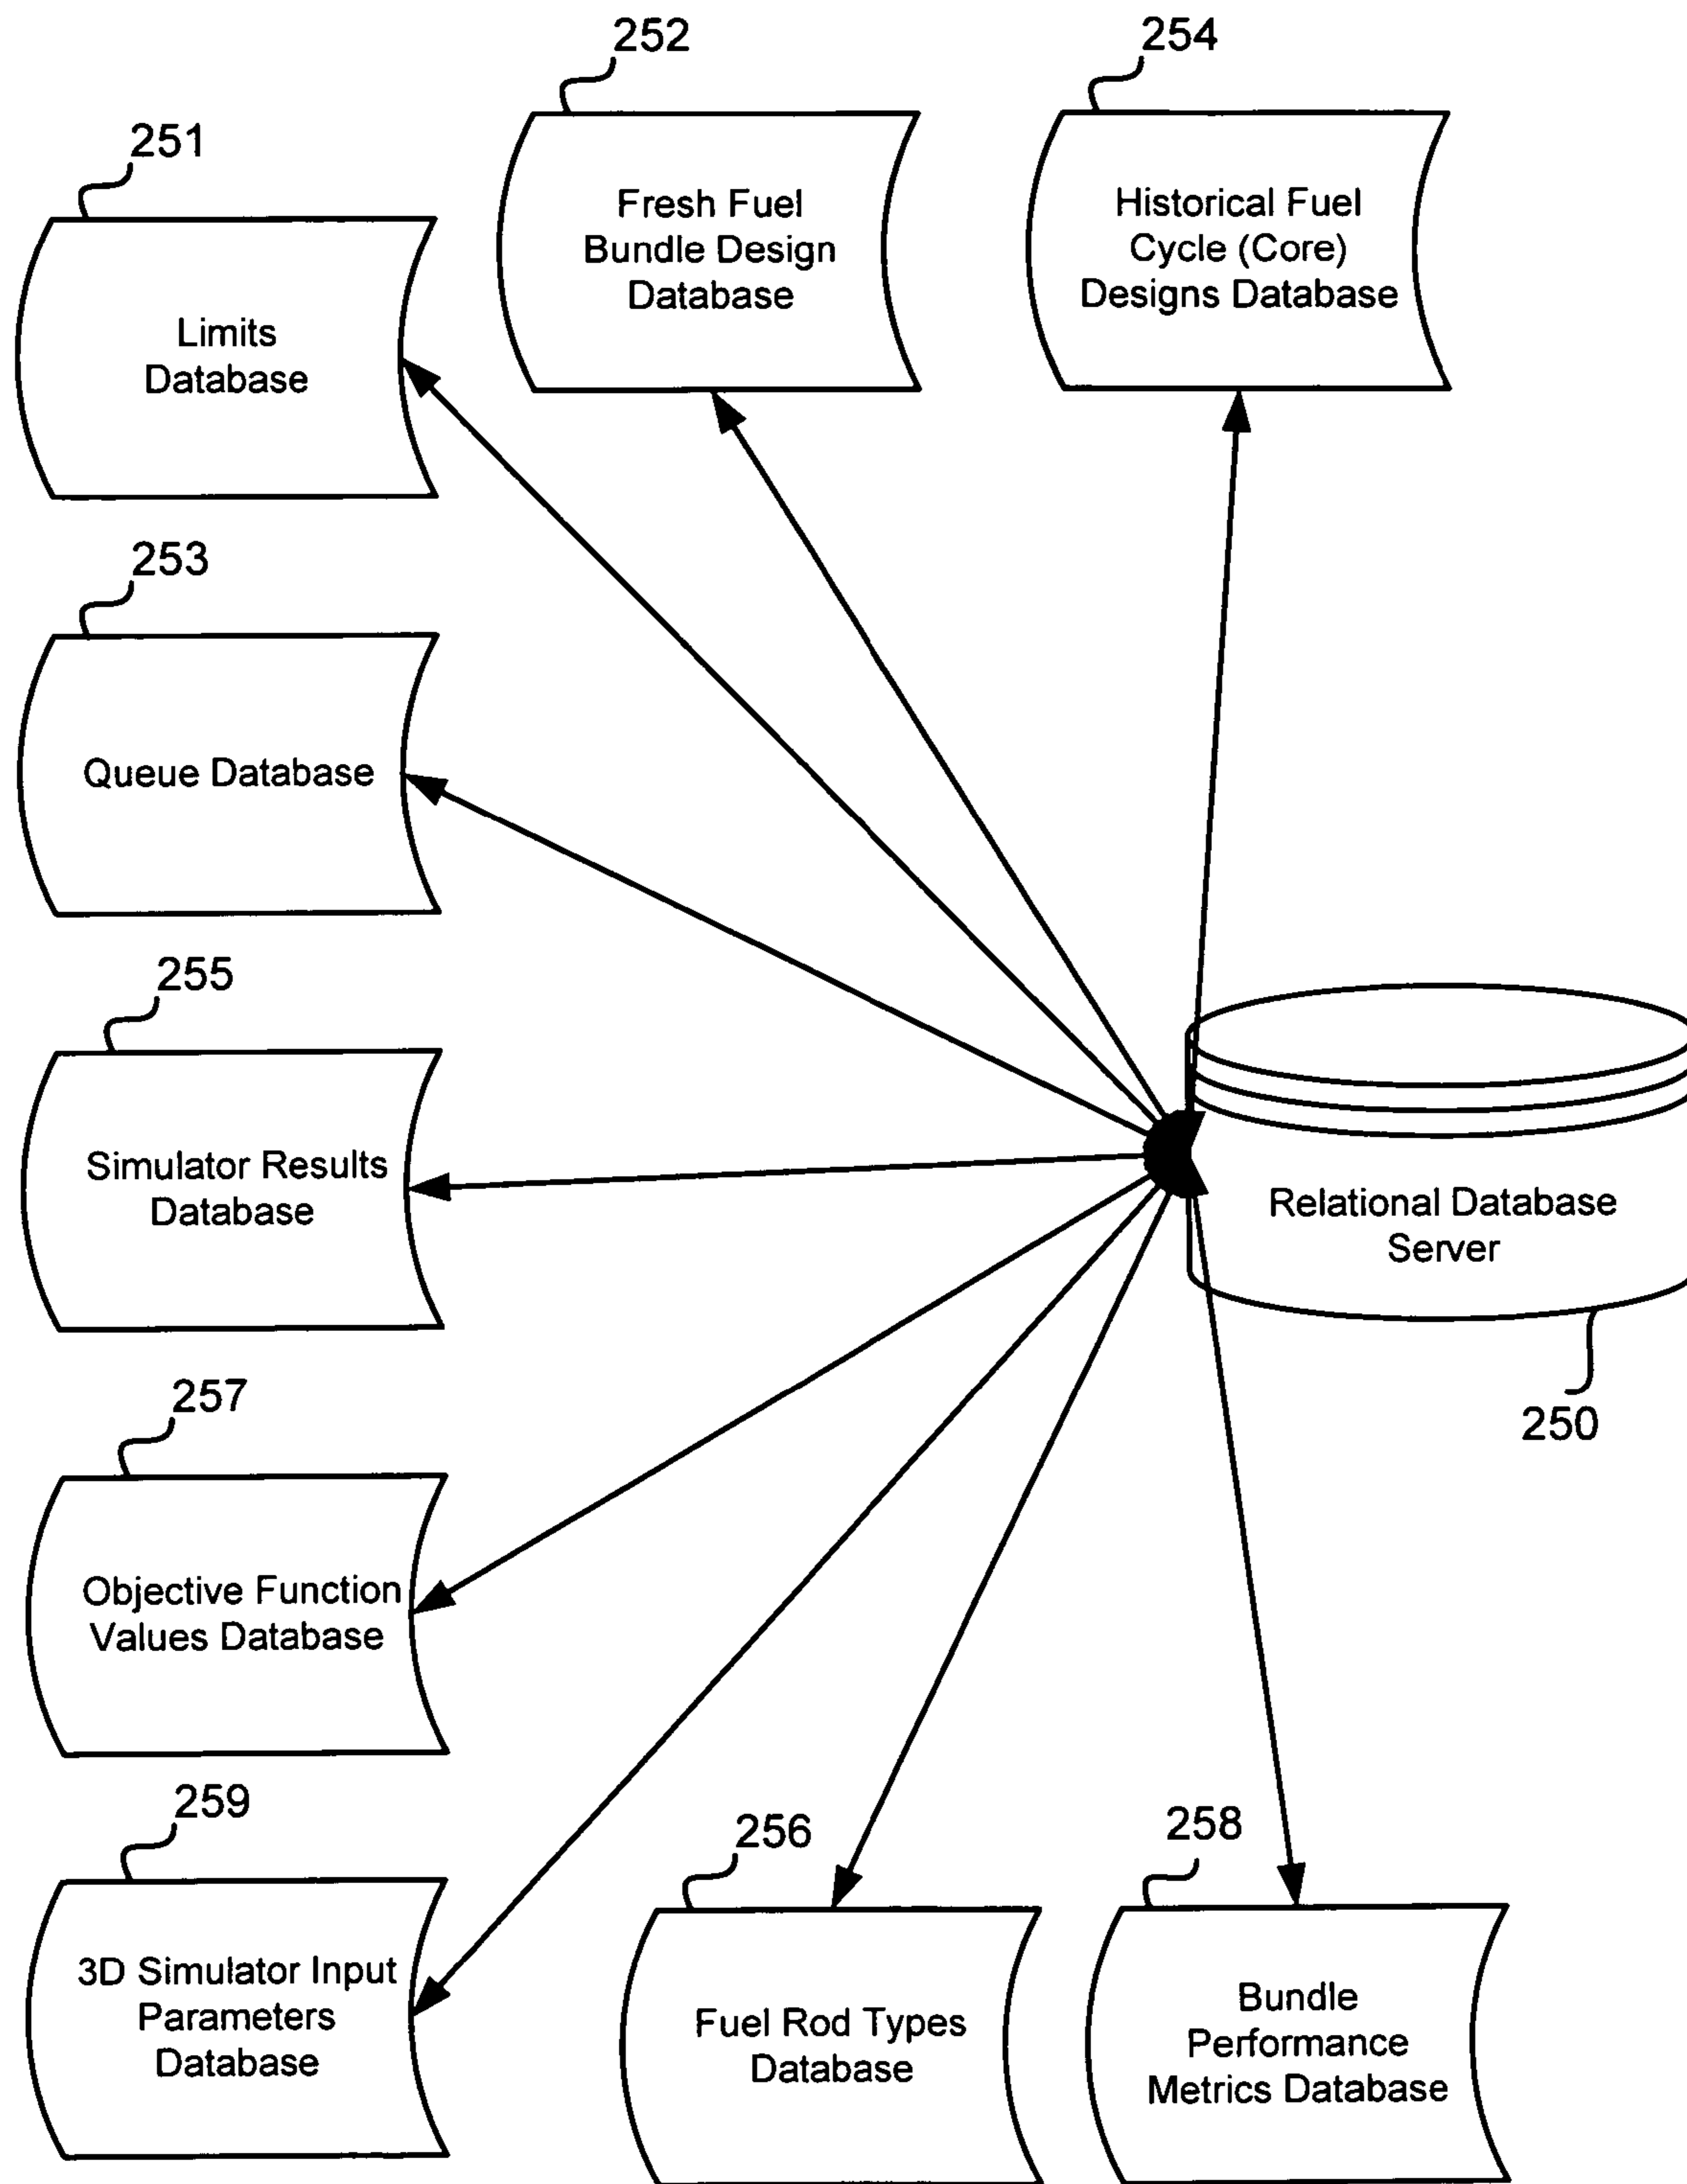 252
254
251
Fresh Fuel
Bundle Design
Database
Historical Fuel
Cycle (Core)
Designs Database
Limits
Database
253
Queue Database
255
Simulator Results
Database
Relational Database
Server
250
257
Objective Function
Values Database
259
256
258
3D Simulator Input
Parameters
Database
Fuel Rod Types
Database
Bundle
Performance
Metrics Database